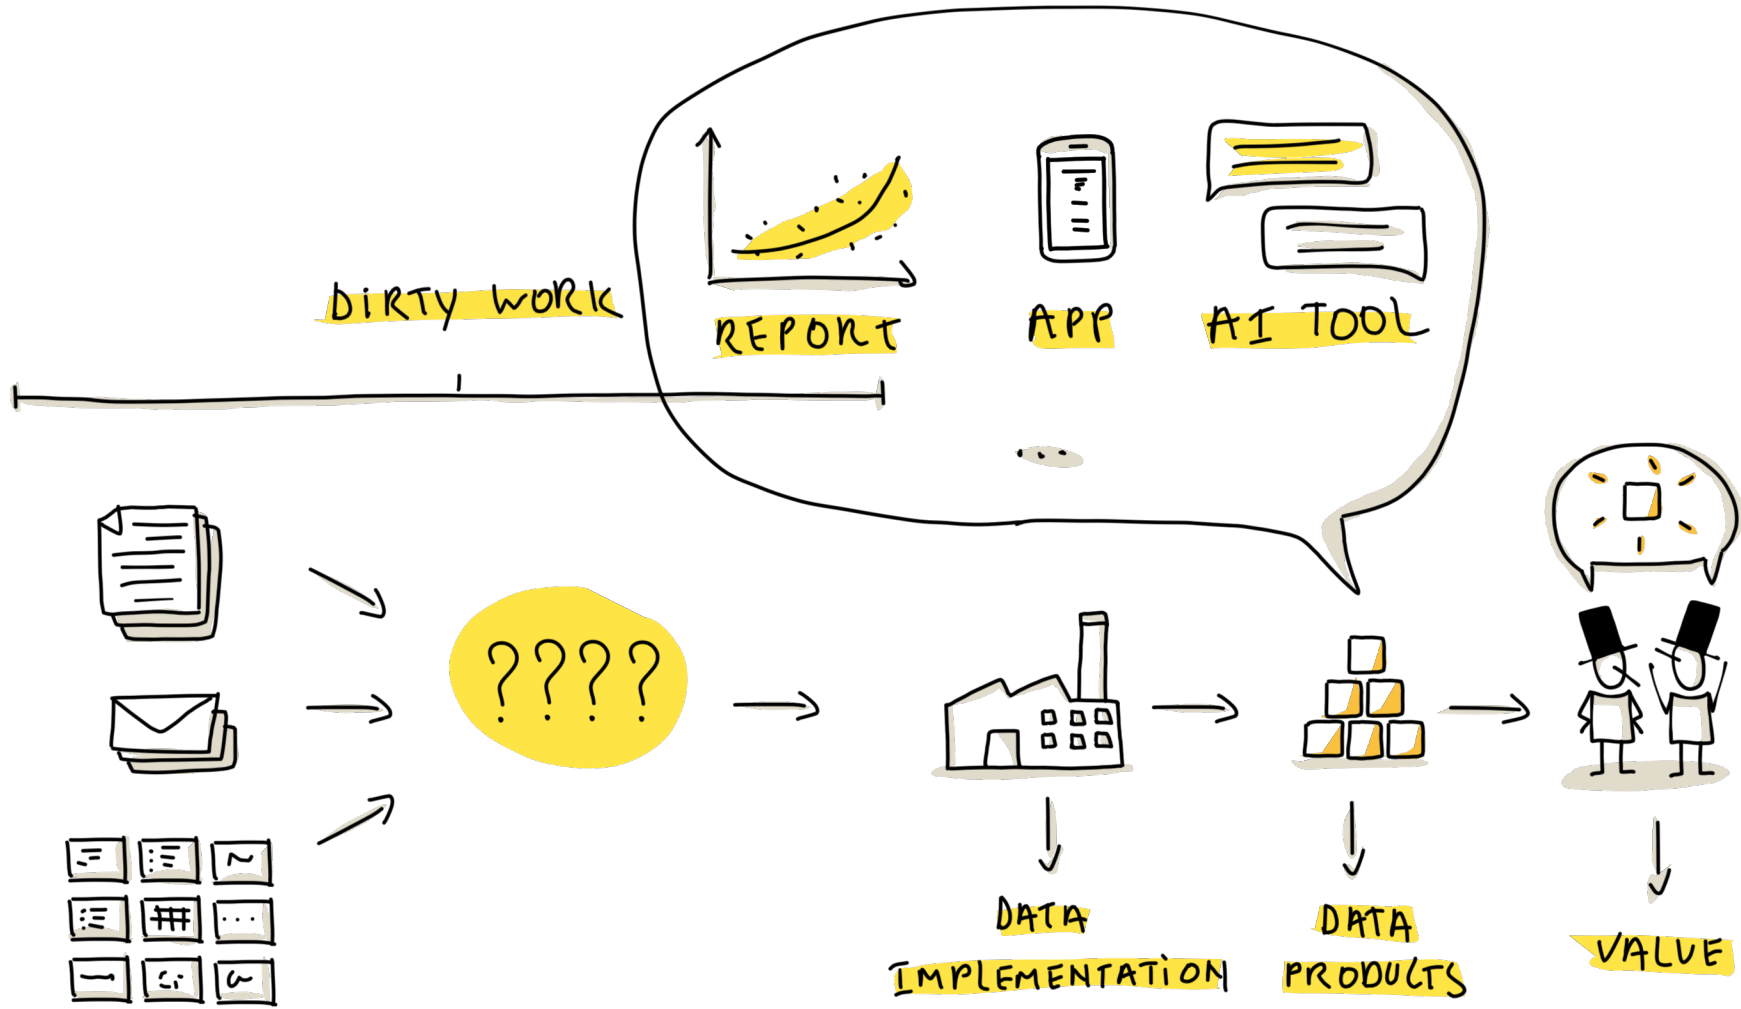 DIRTY WORK
REPORT
APP
AI TOOL
...
????
DATA
IMPLEMENTATION
DATA
PRODUCTS
VALUE